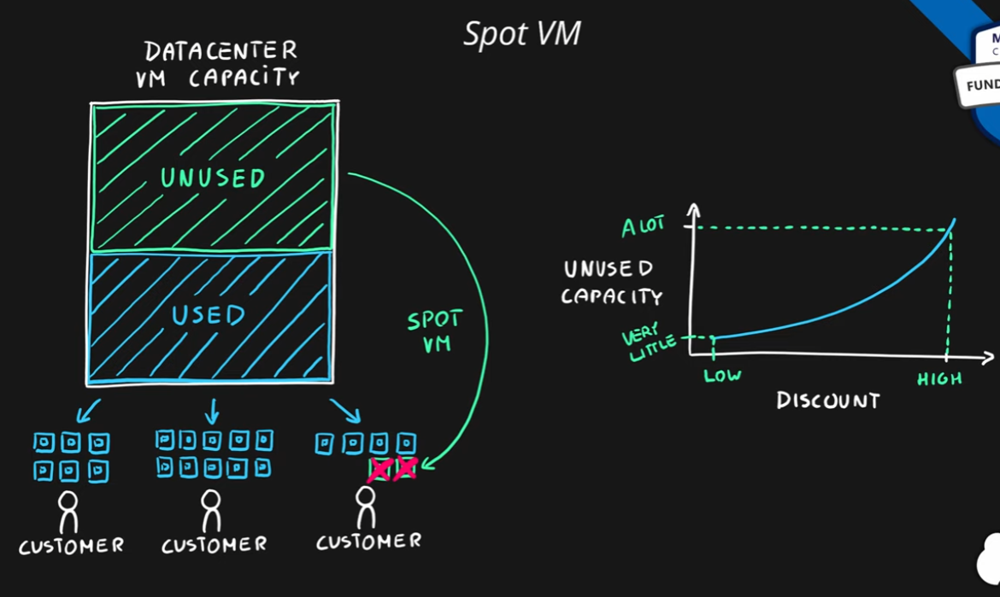 Spot VM
DATACENTER
VM CAPACITY
UNUSED
USED
SPOT
VM
CUSTOMER
CUSTOMER
CUSTOMER
A LOT
UNUSED
CAPACITY
VERY
LITTLE
LOW
HIGH
DISCOUNT